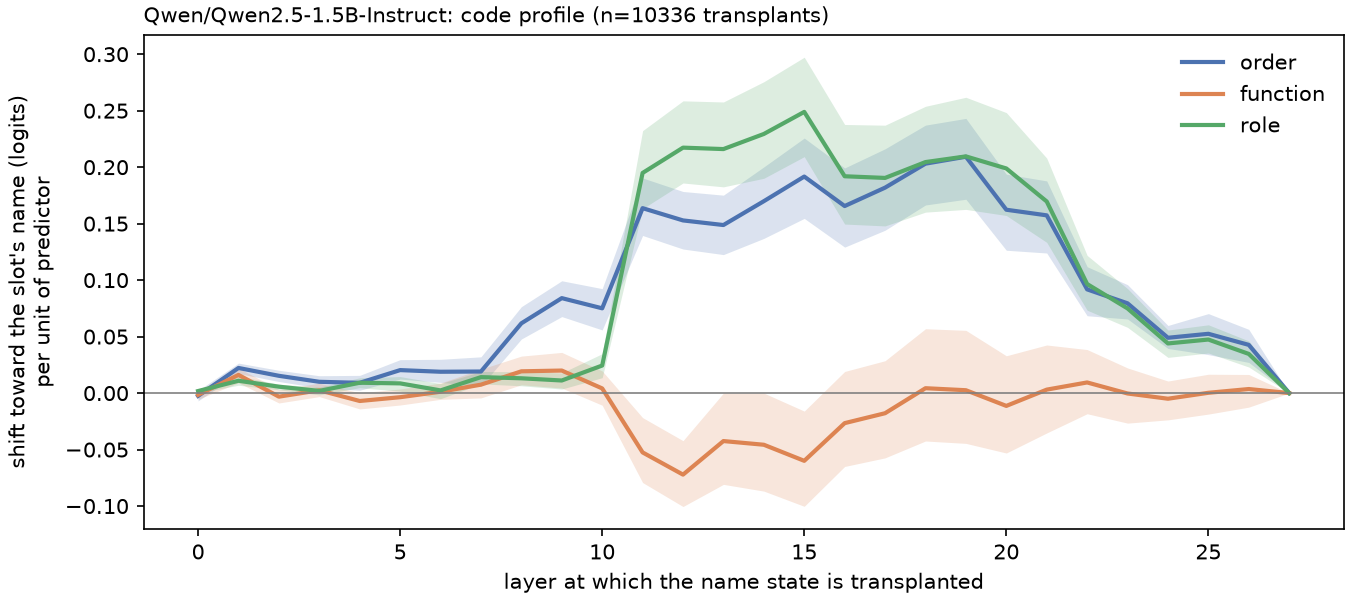 Qwen/Qwen2.5-1.5B-Instruct: code profile (n=10336 transplants)
shift toward the slot's name (logits)
per unit of predictor
0.30
0.25
0.20
0.15
0.10
0.05
0.00
−0.05
−0.10
order
function
role
0
5
10
15
20
25
layer at which the name state is transplanted